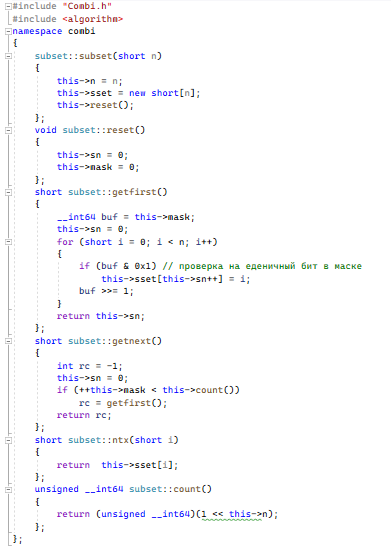 #include "Combi.h"
#include <algorithm>
namespace combi
{
    subset::subset(short n)
    {
        this->n = n;
        this->sset = new short[n];
        this->reset();
    };
    void subset::reset()
    {
        this->sn = 0;
        this->mask = 0;
    };
    short subset::getfirst()
    {
        __int64 buf = this->mask;
        this->sn = 0;
        for (short i = 0; i < n; i++)
        {
            if (buf & 0x1) // проверка на еденичный бит в маске
                this->sset[this->sn++] = i;
            buf >>= 1;
        }
        return this->sn;
    };
    short subset::getnext()
    {
        int rc = -1;
        this->sn = 0;
        if (++this->mask < this->count())
            rc = getfirst();
        return rc;
    };
    short subset::ntx(short i)
    {
        return  this->sset[i];
    };
    unsigned __int64 subset::count()
    {
        return (unsigned __int64)(1 << this->n);
    };
};